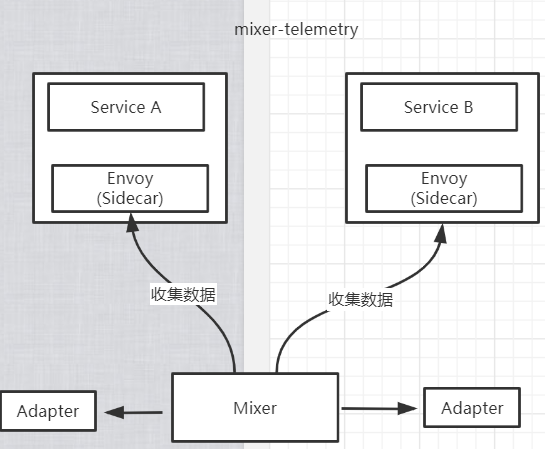 mixer-telemetry
Service A
Service B
Envoy
(Sidecar)
Envoy
(Sidecar)
收集数据
收集数据
Adapter
Mixer
Adapter